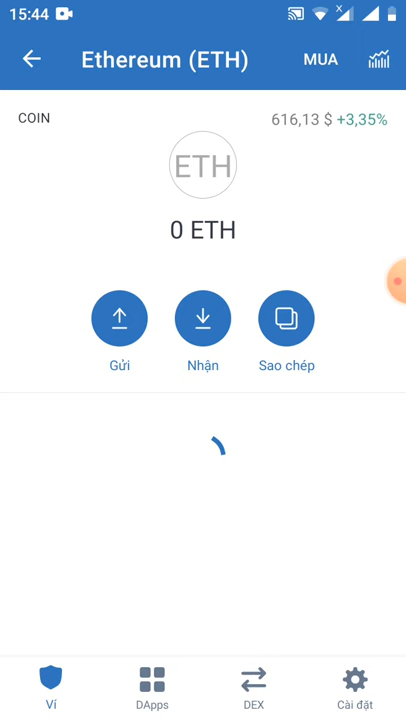 15:44
Ethereum (ETH)
MUA
COIN
616,13 $ +3,35%
ETH
0 ETH
Gửi
Nhận
Sao chép
Ví
DApps
DEX
Cài đặt